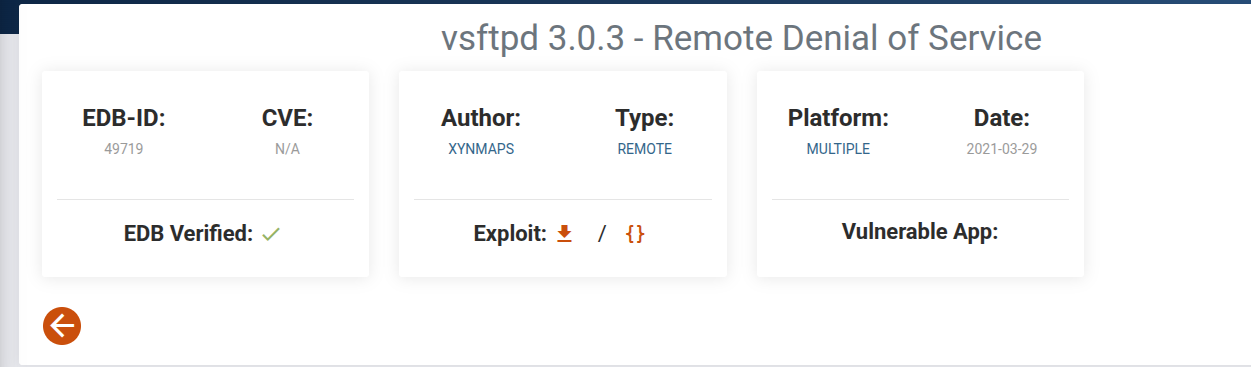 vsftpd 3.0.3 - Remote Denial of Service
EDB-ID:
49719
CVE:
N/A
EDB Verified:
Author:
XYNMAPS
Type:
REMOTE
Exploit: / {}
Platform:
MULTIPLE
Date:
2021-03-29
Vulnerable App: